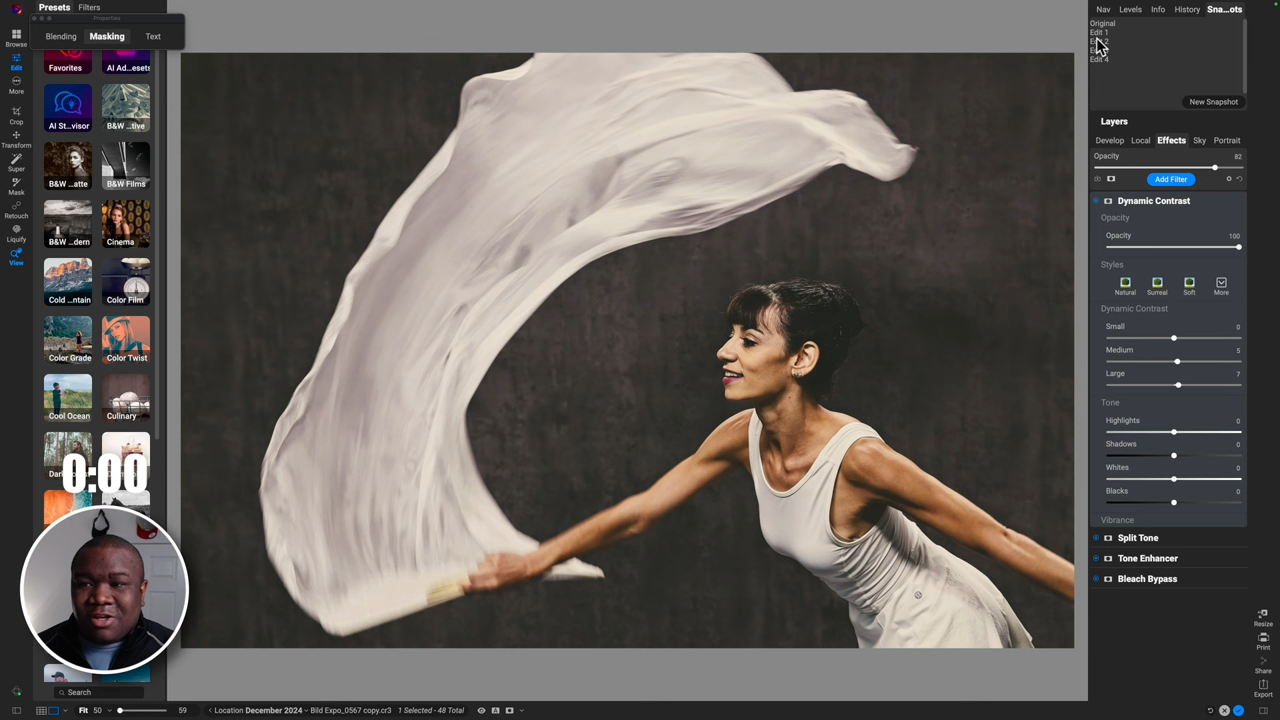 Presets Filters
Properties
Blending Masking Text
Browse
Edit
More
Crop
Transform
Super
Mask
Retouch
Liquify
View
Favorites
AI Ad...esets
AI St...visor
B&W ...tive
B&W ...atte
B&W Films
B&W ...dern
Cinema
Cold ...ntain
Color Film
Color Grade
Color Twist
Cool Ocean
Culinary
0:00
Search
Fit 50 59
Location December 2024 Bild Expo_0567 copy.cr3 1 Selected - 48 Total
Nav Levels Info History Sna...ots
Original
Edit 1
Edit 4
New Snapshot
Layers
Develop Local Effects Sky Portrait
Opacity 82
Add Filter
Dynamic Contrast
Opacity
Opacity 100
Styles
Natural Surreal Soft More
Dynamic Contrast
Small 0
Medium 5
Large 7
Tone
Highlights 0
Shadows 0
Whites 0
Blacks 0
Vibrance
Split Tone
Tone Enhancer
Bleach Bypass
Resize
Print
Share
Export